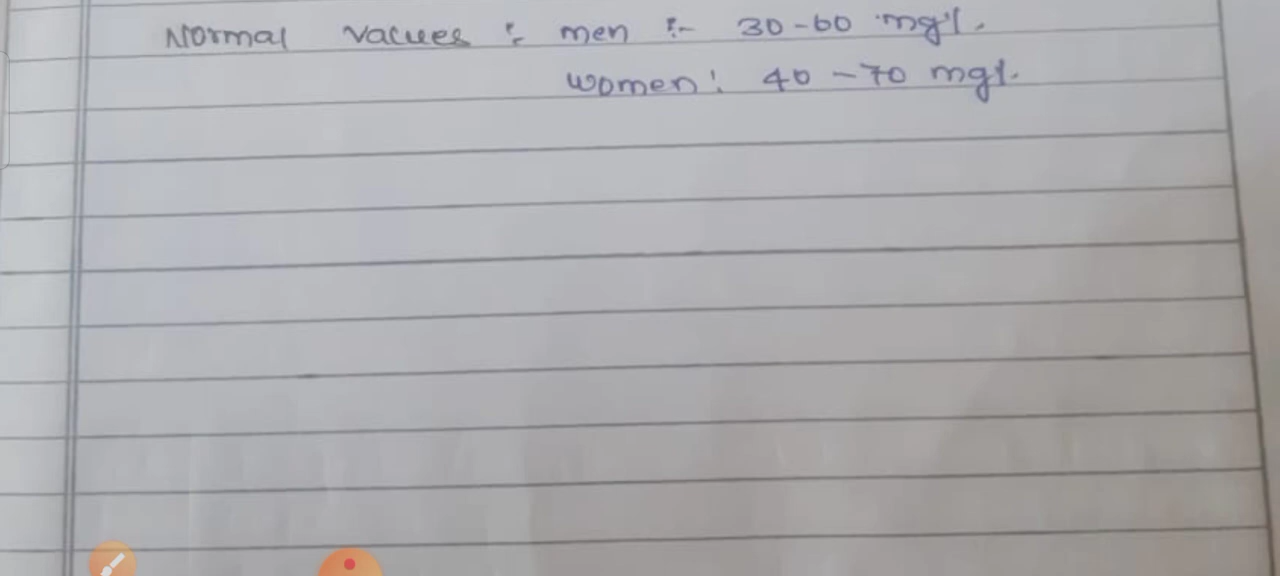 Normal values :- men :- 30-60 mg%.
women: 40-70 mg%.